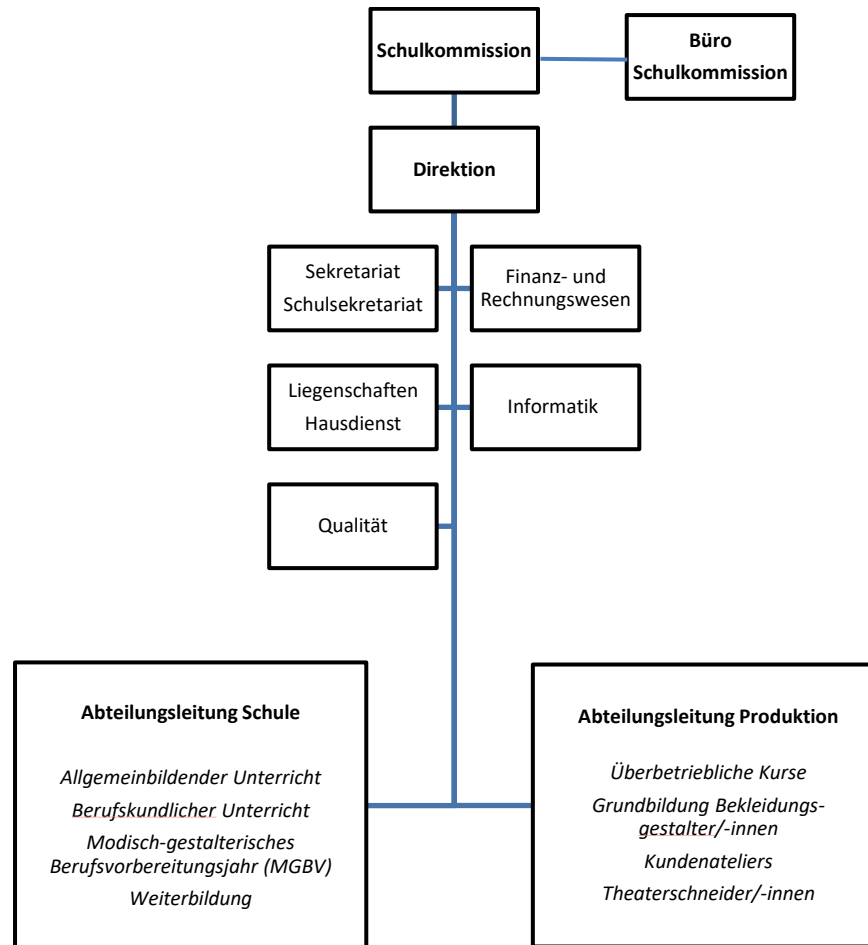 Schulkommission
Büro
Schulkommission
Direktion
Sekretariat
Schulsekretariat
Finanz- und
Rechnungswesen
Liegenschaften
Hausdienst
Informatik
Qualität
Abteilungsleitung Schule
Allgemeinbildender Unterricht
Berufskundlicher Unterricht
Modisch-gestalterisches
Berufsvorbereitungsjahr (MGBV)
Weiterbildung
Abteilungsleitung Produktion
Überbetriebliche Kurse
Grundbildung Bekleidungs-
gestalter/-innen
Kundenateliers
Theaterschneider/-innen